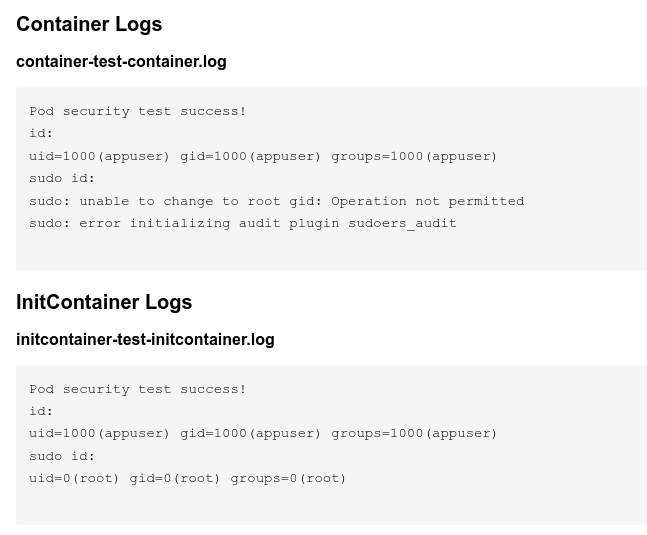 Container Logs
container-test-container.log
Pod security test success!
id:
uid=1000(appuser) gid=1000(appuser) groups=1000(appuser)
sudo id:
sudo: unable to change to root gid: Operation not permitted
sudo: error initializing audit plugin sudoers_audit
InitContainer Logs
initcontainer-test-initcontainer.log
Pod security test success!
id:
uid=1000(appuser) gid=1000(appuser) groups=1000(appuser)
sudo id:
uid=0(root) gid=0(root) groups=0(root)